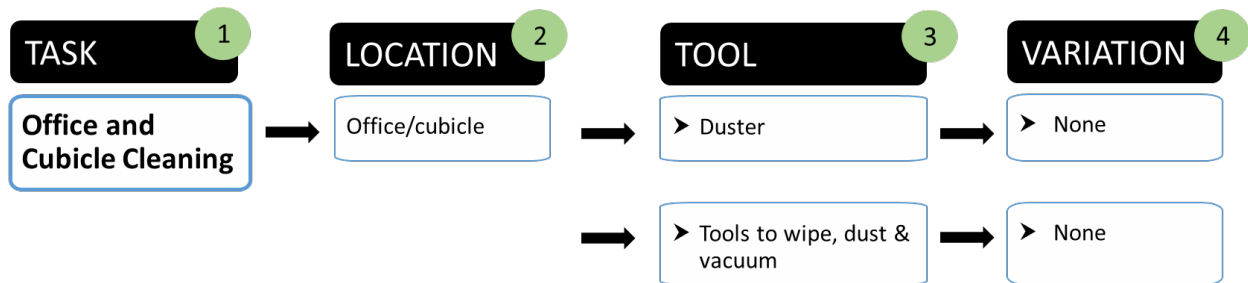 TASK
1
LOCATION
2
TOOL
3
VARIATION
4
Office and
Cubicle Cleaning
Office/cubicle
Duster
None
Tools to wipe, dust &
vacuum
None